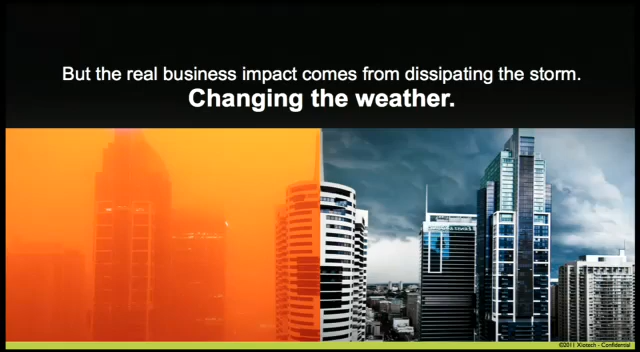 But the real business impact comes from dissipating the storm.
Changing the weather.
©2011 Xiotech - Confidential